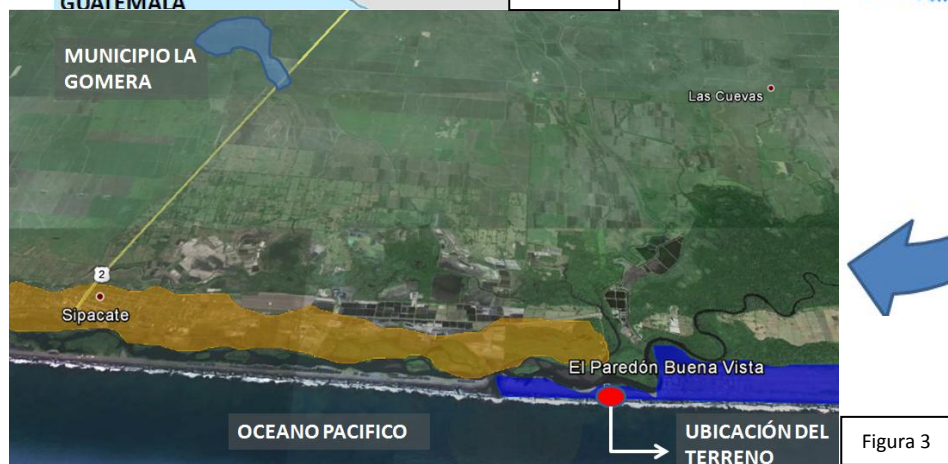 GUATEMALA
MUNICIPIO LA
GOMERA
Las Cuevas
2
Sipacate
El Paredón Buena Vista
OCEANO PACIFICO
UBICACIÓN DEL
TERRENO
Figura 3